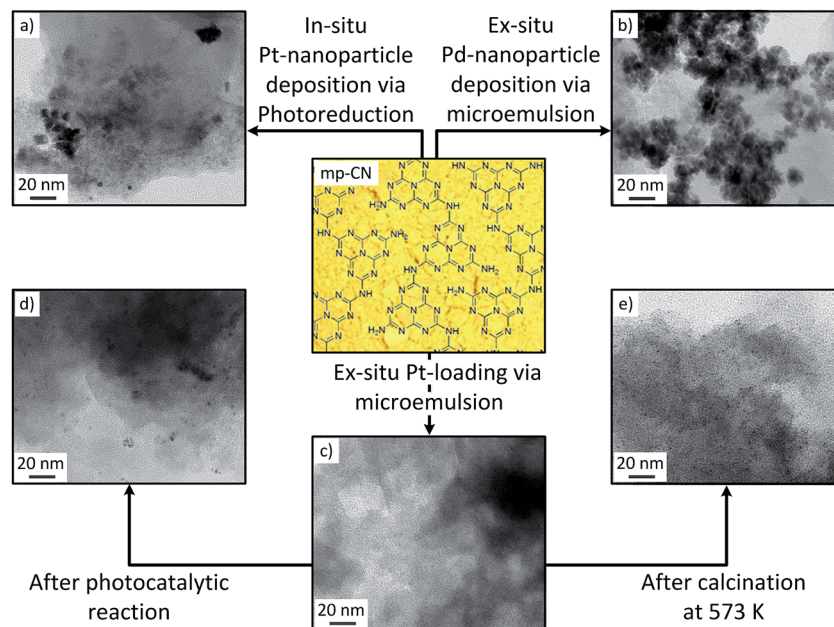 a)
In-situ
Pt-nanoparticle
deposition via
Photoreduction
Ex-situ
Pd-nanoparticle
deposition via
microemulsion
b)
20 nm
20 nm
mp-CN
d)
e)
Ex-situ Pt-loading via
microemulsion
20 nm
20 nm
c)
After photocatalytic
reaction
20 nm
After calcination
at 573 K